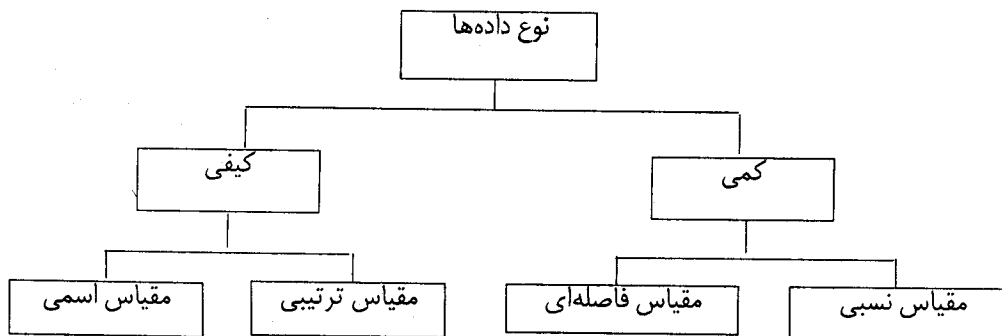 نوع داده‌ها
کمی
کیفی
مقیاس نسبی
مقیاس فاصله‌ای
مقیاس ترتیبی
مقیاس اسمی